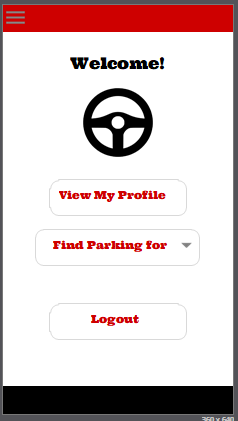 Welcome!
View My Profile
Find Parking for
Logout
360 x 640